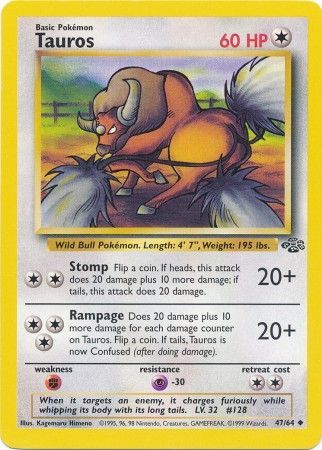 Basic Pokémon
Tauros
60 HP
Wild Bull Pokémon. Length: 4' 7", Weight: 195 lbs.
Stomp Flip a coin. If heads, this attack
does 20 damage plus 10 more damage; if
tails, this attack does 20 damage.
20+
Rampage Does 20 damage plus 10
more damage for each damage counter
on Tauros. Flip a coin. If tails, Tauros is
now Confused (after doing damage).
20+
weakness
resistance
retreat cost
-30
When it targets an enemy, it charges furiously while
whipping its body with its long tails. LV. 32 #128
Illus. Kagemaru Himeno
©1995, 96, 98 Nintendo, Creatures, GAMEFREAK. ©1999 Wizards.
47/64